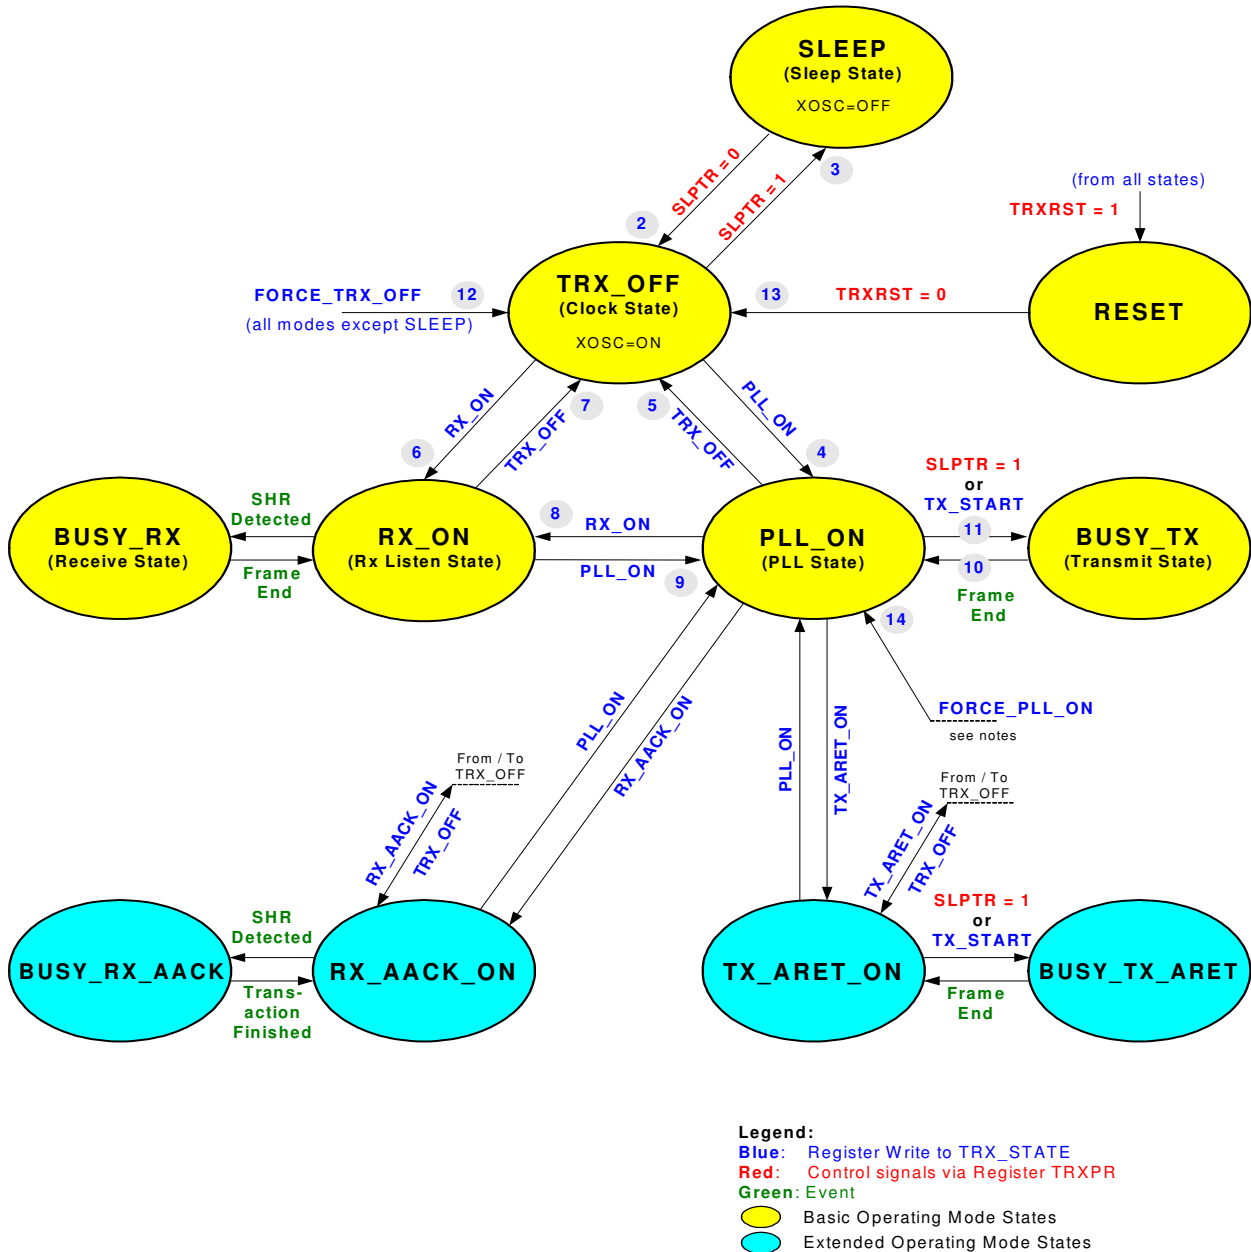 SLEEP
(Sleep State)
XOSC=OFF
SLPTR = 0
SLPTR = 1
3
2
(from all states)
TRXRST = 1
TRX_OFF
(Clock State)
XOSC=ON
FORCE_TRX_OFF
12
(all modes except SLEEP)
13
TRXRST = 0
RESET
RX_ON
TRX_OFF
7
6
5
TRX_OFF
PLL_ON
4
SLPTR = 1
or
TX_START
11
10
Frame
End
SHR
Detected
Frame
End
BUSY_RX
(Receive State)
RX_ON
(Rx Listen State)
8
RX_ON
PLL_ON
9
PLL_ON
(PLL State)
BUSY_TX
(Transmit State)
14
FORCE_PLL_ON
see notes
PLL_ON
RX_AACK_ON
PLL_ON
TX_ARET_ON
From / To
TRX_OFF
RX_AACK_ON
TRX_OFF
From / To
TRX_OFF
TX_ARET_ON
TRX_OFF
SHR
Detected
Trans-
action
Finished
BUSY_RX_AACK
RX_AACK_ON
TX_ARET_ON
SLPTR = 1
or
TX_START
Frame
End
BUSY_TX_ARET
Legend:
Blue: Register Write to TRX_STATE
Red: Control signals via Register TRXPR
Green: Event
Basic Operating Mode States
Extended Operating Mode States